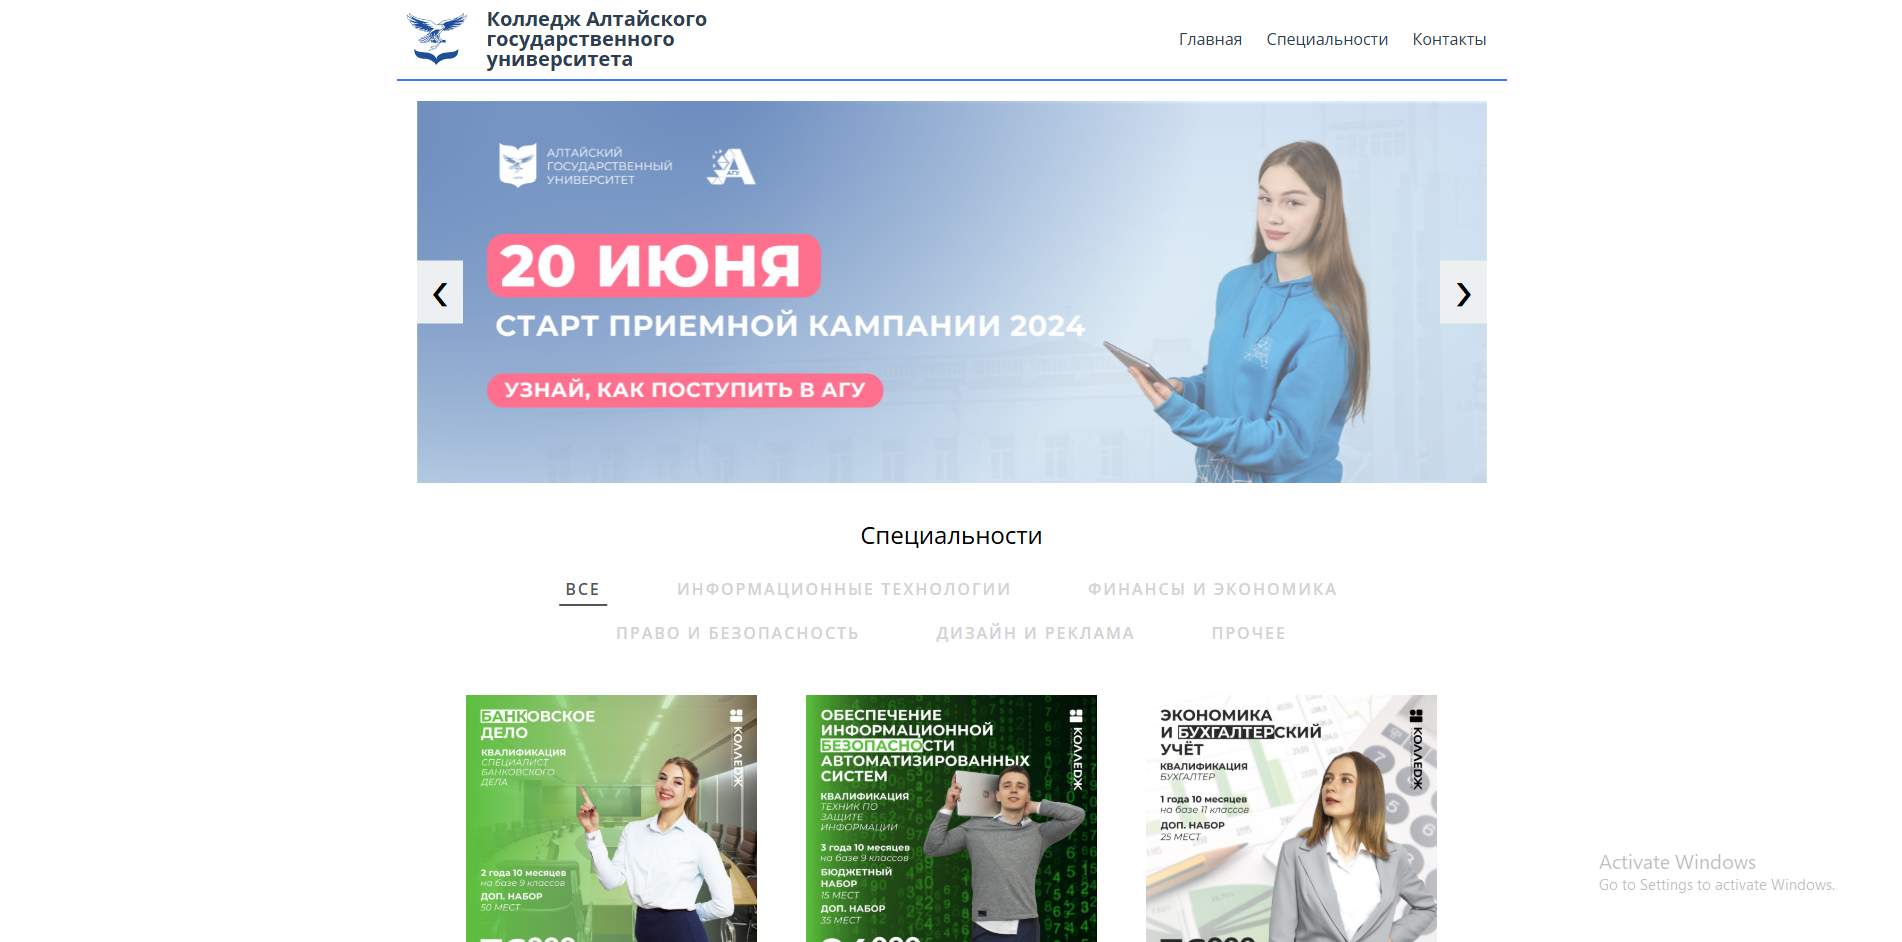 Колледж Алтайского
государственного
университета
Главная
Специальности
Контакты
АЛТАЙСКИЙ
ГОСУДАРСТВЕННЫЙ
УНИВЕРСИТЕТ
АГУ
20 ИЮНЯ
СТАРТ ПРИЕМНОЙ КАМПАНИИ 2024
УЗНАЙ, КАК ПОСТУПИТЬ В АГУ
Специальности
ВСЕ
ИНФОРМАЦИОННЫЕ ТЕХНОЛОГИИ
ФИНАНСЫ И ЭКОНОМИКА
ПРАВО И БЕЗОПАСНОСТЬ
ДИЗАЙН И РЕКЛАМА
ПРОЧЕЕ
БАНКОВСКОЕ
ДЕЛО
КВАЛИФИКАЦИЯ
СПЕЦИАЛИСТ
БАНКОВСКОГО
ДЕЛА
2 года 10 месяцев
на базе 9 классов
ДОП. НАБОР
50 МЕСТ
КОЛЛЕДЖ
ОБЕСПЕЧЕНИЕ
ИНФОРМАЦИОННОЙ
БЕЗОПАСНОСТИ
АВТОМАТИЗИРОВАННЫХ
СИСТЕМ
КВАЛИФИКАЦИЯ
ТЕХНИК ПО
ЗАЩИТЕ
ИНФОРМАЦИИ
3 года 10 месяцев
на базе 9 классов
БЮДЖЕТНЫЙ
НАБОР
15 МЕСТ
ДОП. НАБОР
35 МЕСТ
КОЛЛЕДЖ
ЭКОНОМИКА
И БУХГАЛТЕРСКИЙ
УЧЁТ
КВАЛИФИКАЦИЯ
БУХГАЛТЕР
1 года 10 месяцев
на базе 11 классов
ДОП. НАБОР
25 МЕСТ
КОЛЛЕДЖ
Activate Windows
Go to Settings to activate Windows.